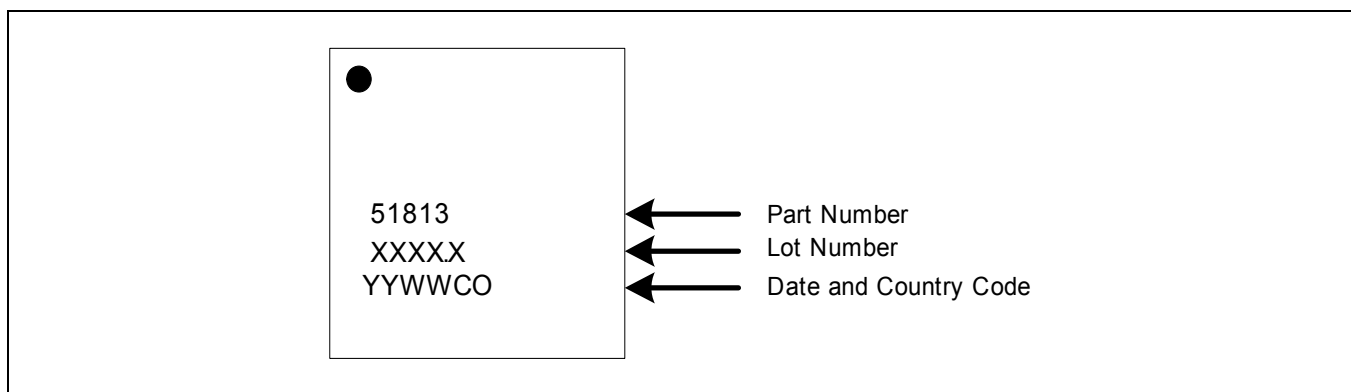 51813
XXXX.X
YYWWCO
Part Number
Lot Number
Date and Country Code